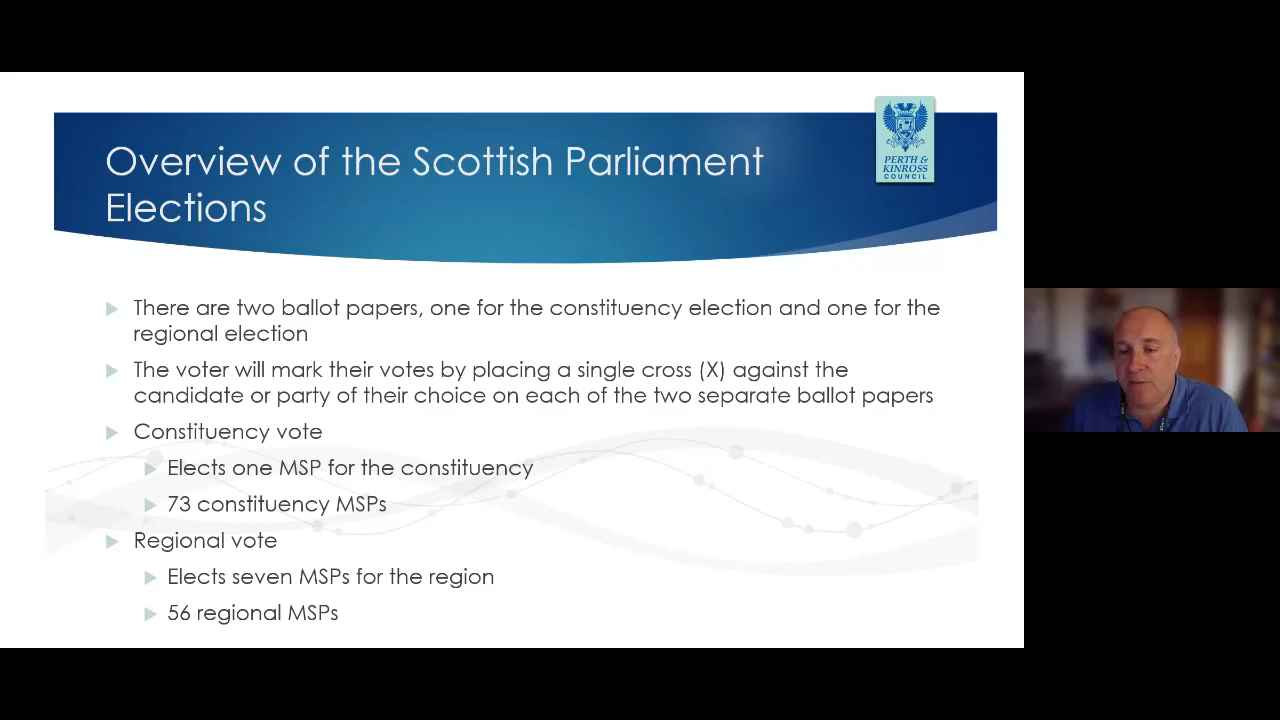 Overview of the Scottish Parliament
Elections
PERTH &
KINROSS
COUNCIL
There are two ballot papers, one for the constituency election and one for the
regional election
The voter will mark their votes by placing a single cross (X) against the
candidate or party of their choice on each of the two separate ballot papers
Constituency vote
Elects one MSP for the constituency
73 constituency MSPs
Regional vote
Elects seven MSPs for the region
56 regional MSPs